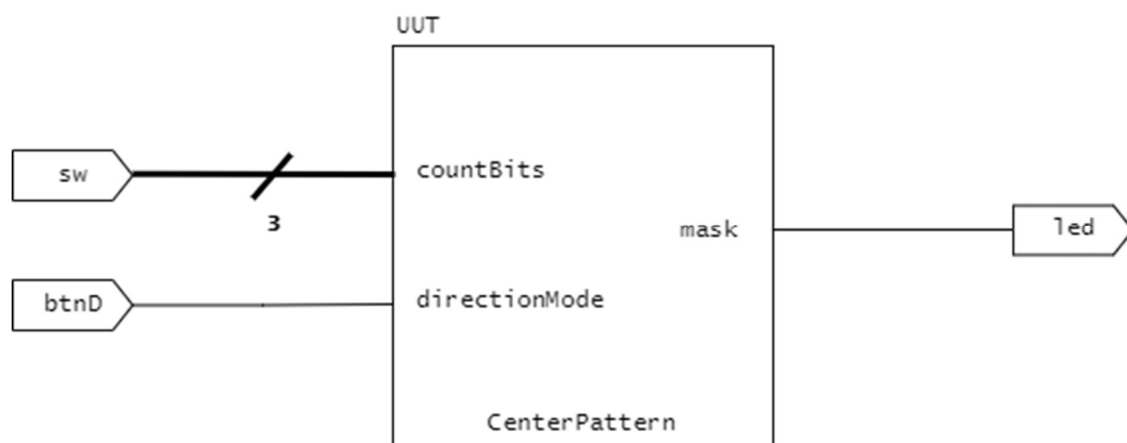 UUT
sw
3
countBits
mask
led
btnD
directionMode
CenterPattern